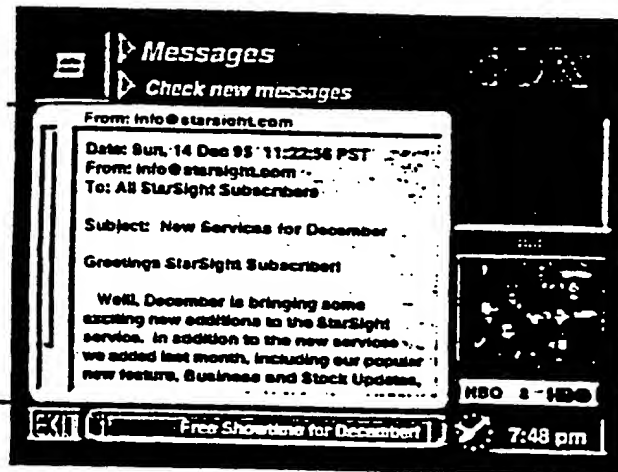 Messages
Check new messages
From: info@starsight.com
Date: Sun, 14 Dec 95 11:22:56 PST
From: info@starsight.com
To: All StarSight Subscribers
Subject: New Services for December
Greetings StarSight Subscriber!
Well, December is bringing some
exciting new additions to the StarSight
service. In addition to the new services
we added last month, including our popular
new feature, Business and Stock Updates,
HBO 8 HBO
EXIT
Free Showtime for December!
7:48 pm